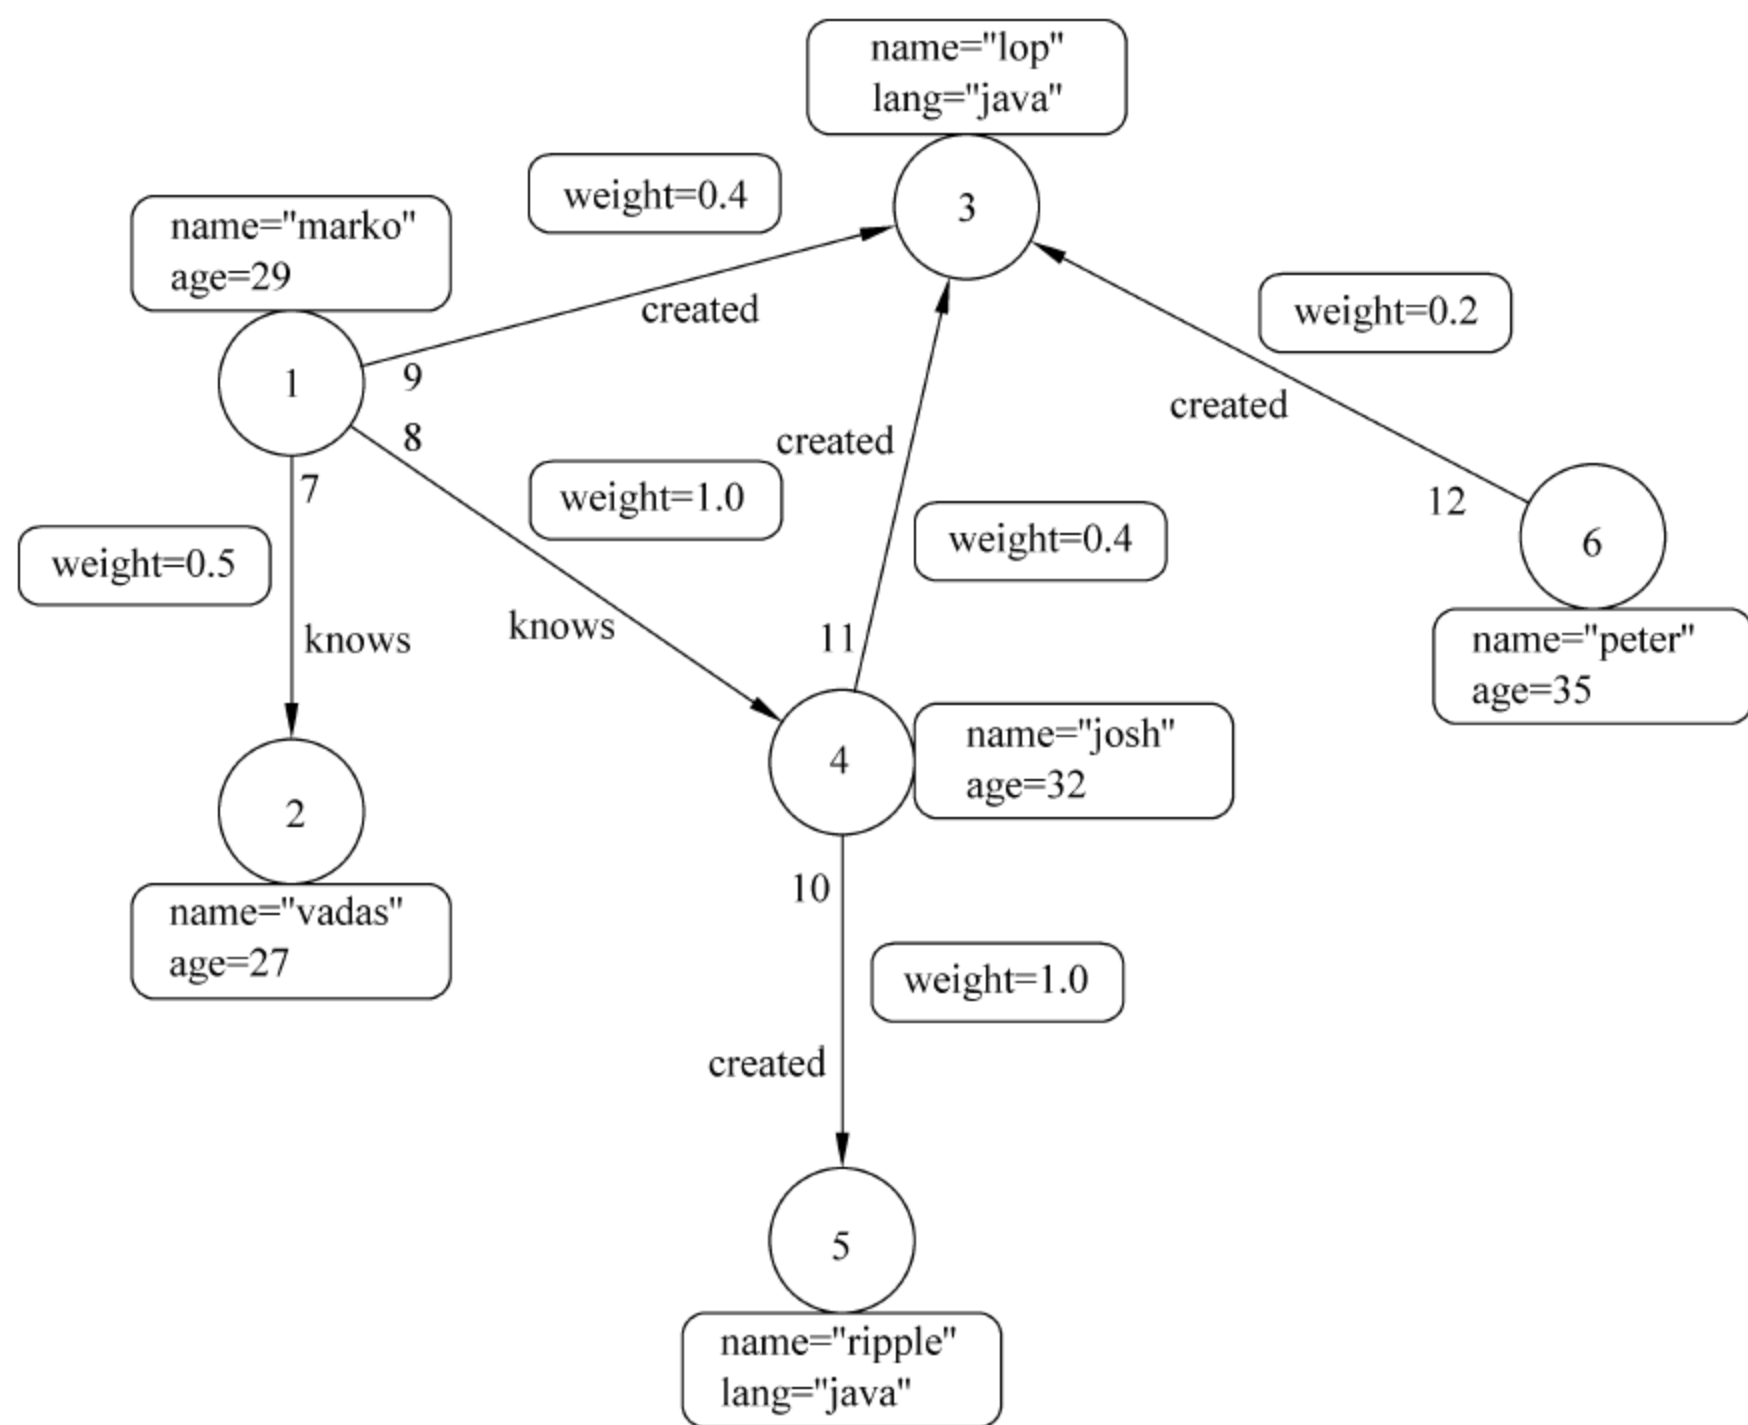 name="lop"
lang="java"
weight=0.4
3
name="marko"
age=29
created
weight=0.2
1
9
8
created
created
7
weight=1.0
12
weight=0.5
weight=0.4
6
knows
knows
11
name="peter"
age=35
name="josh"
4
age=32
2
10
name="vadas"
age=27
weight=1.0
created
5
name="ripple"
lang="java"